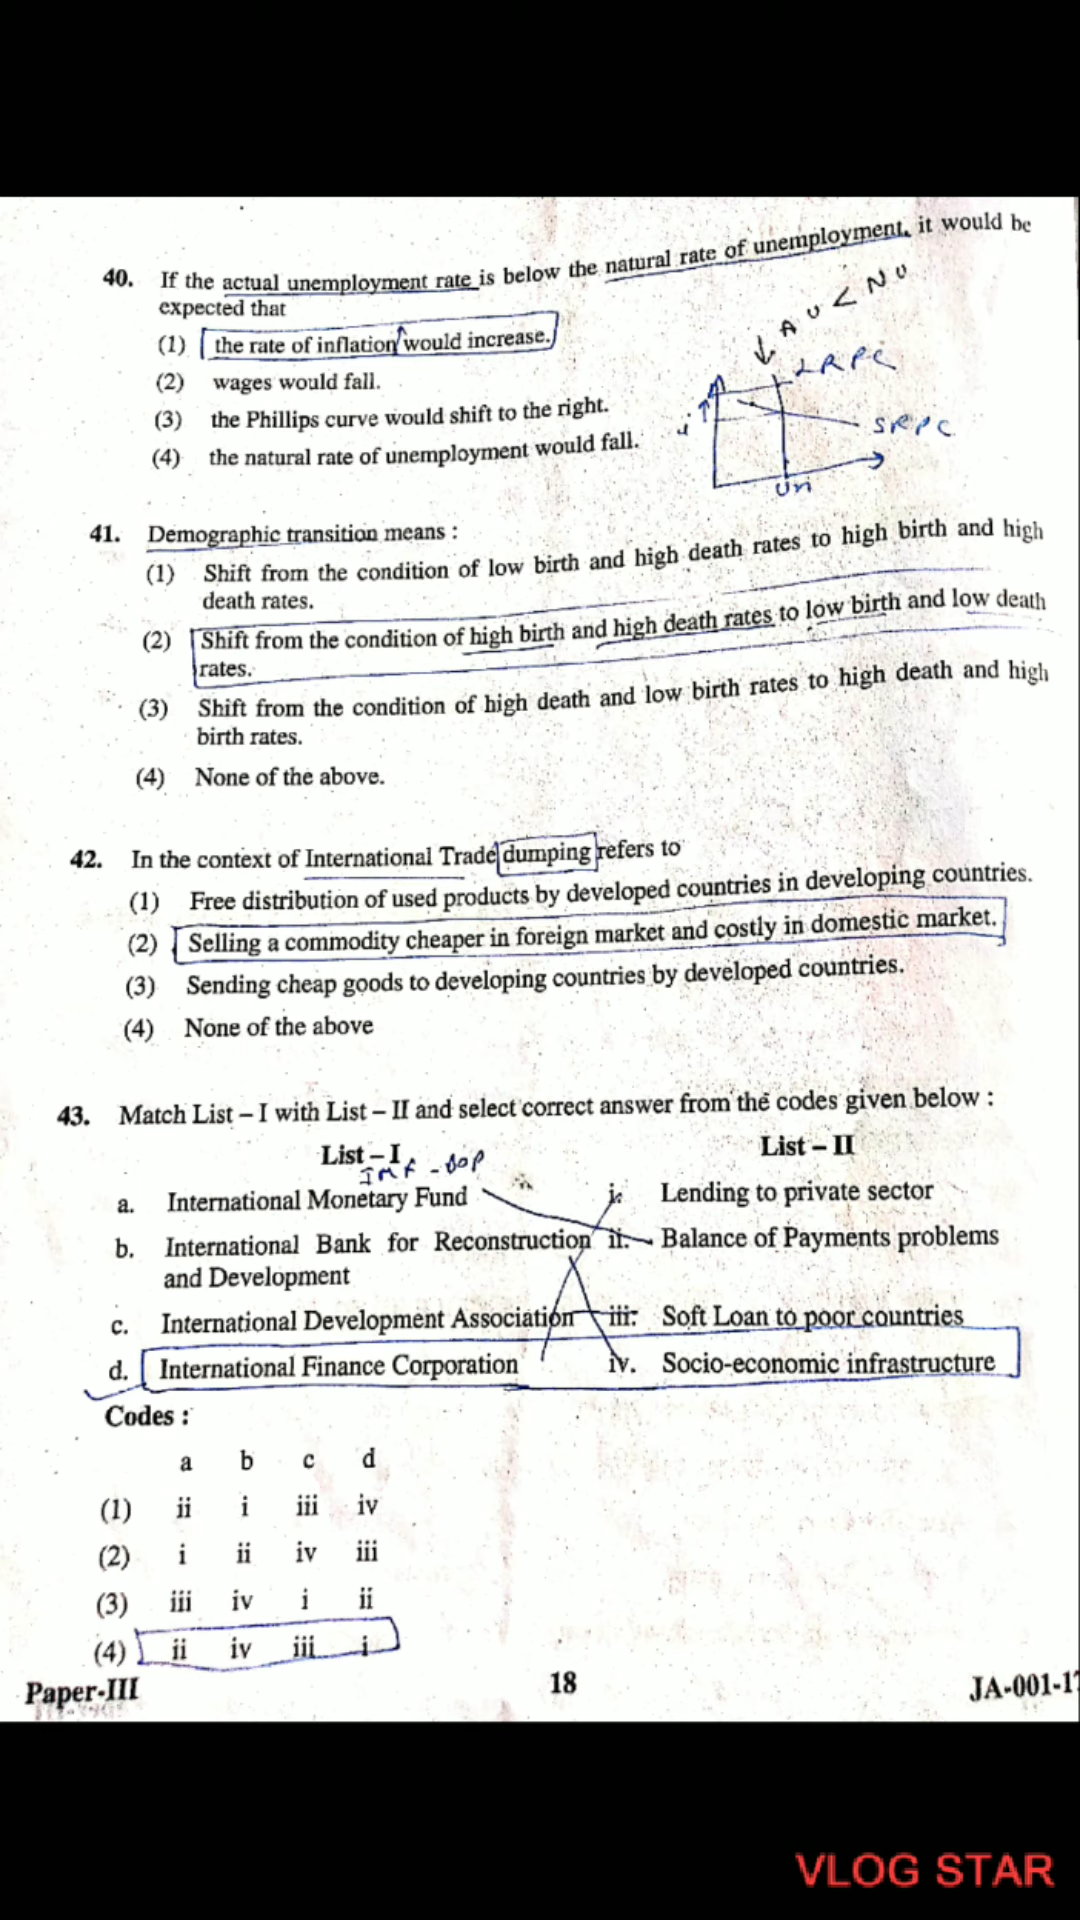 40. If the actual unemployment rate is below the natural rate of unemployment, it would be
expected that
(1) the rate of inflation would increase.
(2) wages would fall.
(3) the Phillips curve would shift to the right.
(4) the natural rate of unemployment would fall.
AU < NU
LRPC
SRPC
Un
41. Demographic transition means :
(1) Shift from the condition of low birth and high death rates to high birth and high
death rates.
(2) Shift from the condition of high birth and high death rates to low birth and low death
rates.
(3) Shift from the condition of high death and low birth rates to high death and high
birth rates.
(4) None of the above.
42. In the context of International Trade dumping refers to
(1) Free distribution of used products by developed countries in developing countries.
(2) Selling a commodity cheaper in foreign market and costly in domestic market.
(3) Sending cheap goods to developing countries by developed countries.
(4) None of the above
43. Match List – I with List – II and select correct answer from the codes given below :
List – I List – II
IMF - BOP
a. International Monetary Fund i. Lending to private sector
b. International Bank for Reconstruction ii. Balance of Payments problems
and Development
c. International Development Association iii. Soft Loan to poor countries
d. International Finance Corporation iv. Socio-economic infrastructure
Codes :
a b c d
(1) ii i iii iv
(2) i ii iv iii
(3) iii iv i ii
(4) ii iv iii i
Paper-III 18 JA-001-17
VLOG STAR